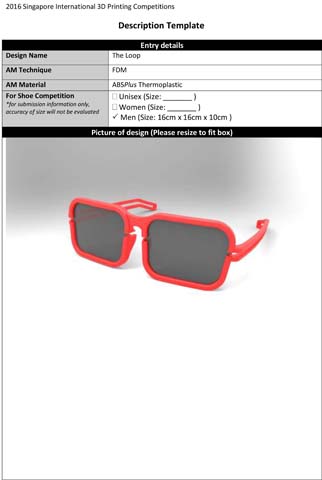 2016 Singapore International 3D Printing Competitions
Description Template
Entry details
Design Name The Loop
AM Technique FDM
AM Material ABSPlus Thermoplastic
For Shoe Competition
*for submission information only,
accuracy of size will not be evaluated
☐ Unisex (Size: _______ )
☐ Women (Size: _______ )
✓ Men (Size: 16cm x 16cm x 10cm )
Picture of design (Please resize to fit box)